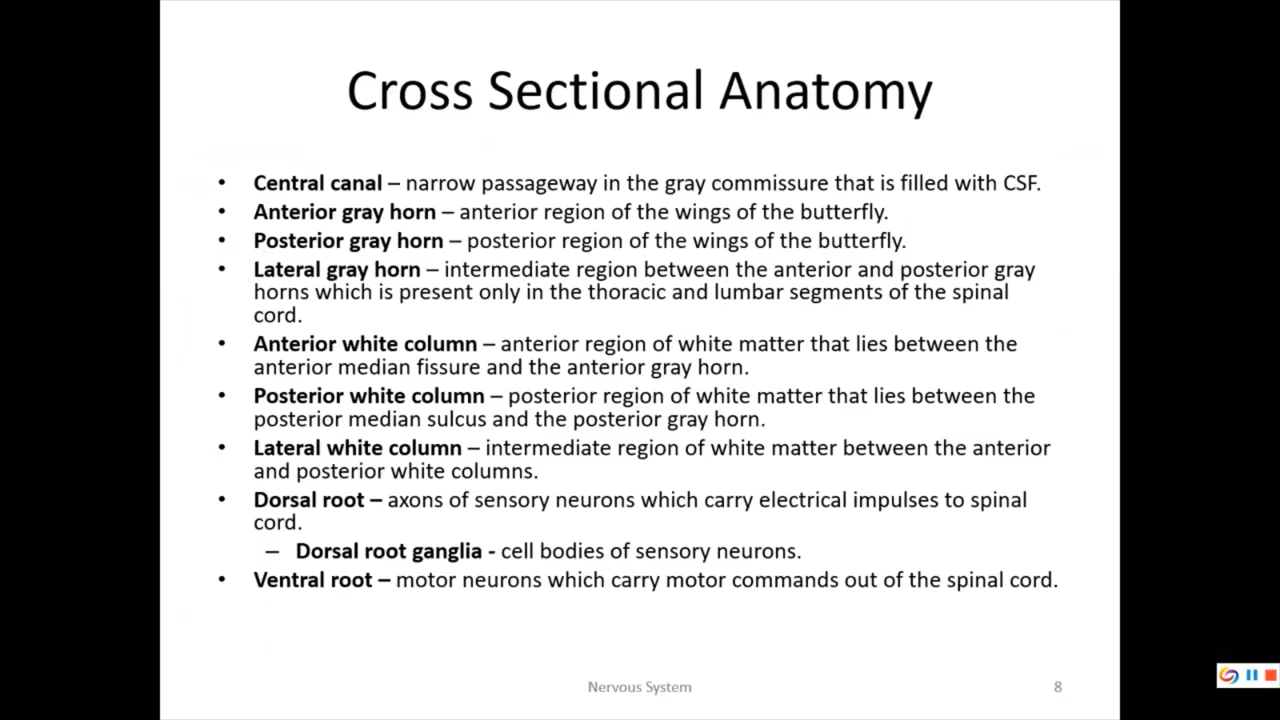 Cross Sectional Anatomy
• Central canal – narrow passageway in the gray commissure that is filled with CSF.
• Anterior gray horn – anterior region of the wings of the butterfly.
• Posterior gray horn – posterior region of the wings of the butterfly.
• Lateral gray horn – intermediate region between the anterior and posterior gray
horns which is present only in the thoracic and lumbar segments of the spinal
cord.
• Anterior white column – anterior region of white matter that lies between the
anterior median fissure and the anterior gray horn.
• Posterior white column – posterior region of white matter that lies between the
posterior median sulcus and the posterior gray horn.
• Lateral white column – intermediate region of white matter between the anterior
and posterior white columns.
• Dorsal root – axons of sensory neurons which carry electrical impulses to spinal
cord.
– Dorsal root ganglia - cell bodies of sensory neurons.
• Ventral root – motor neurons which carry motor commands out of the spinal cord.
Nervous System
8